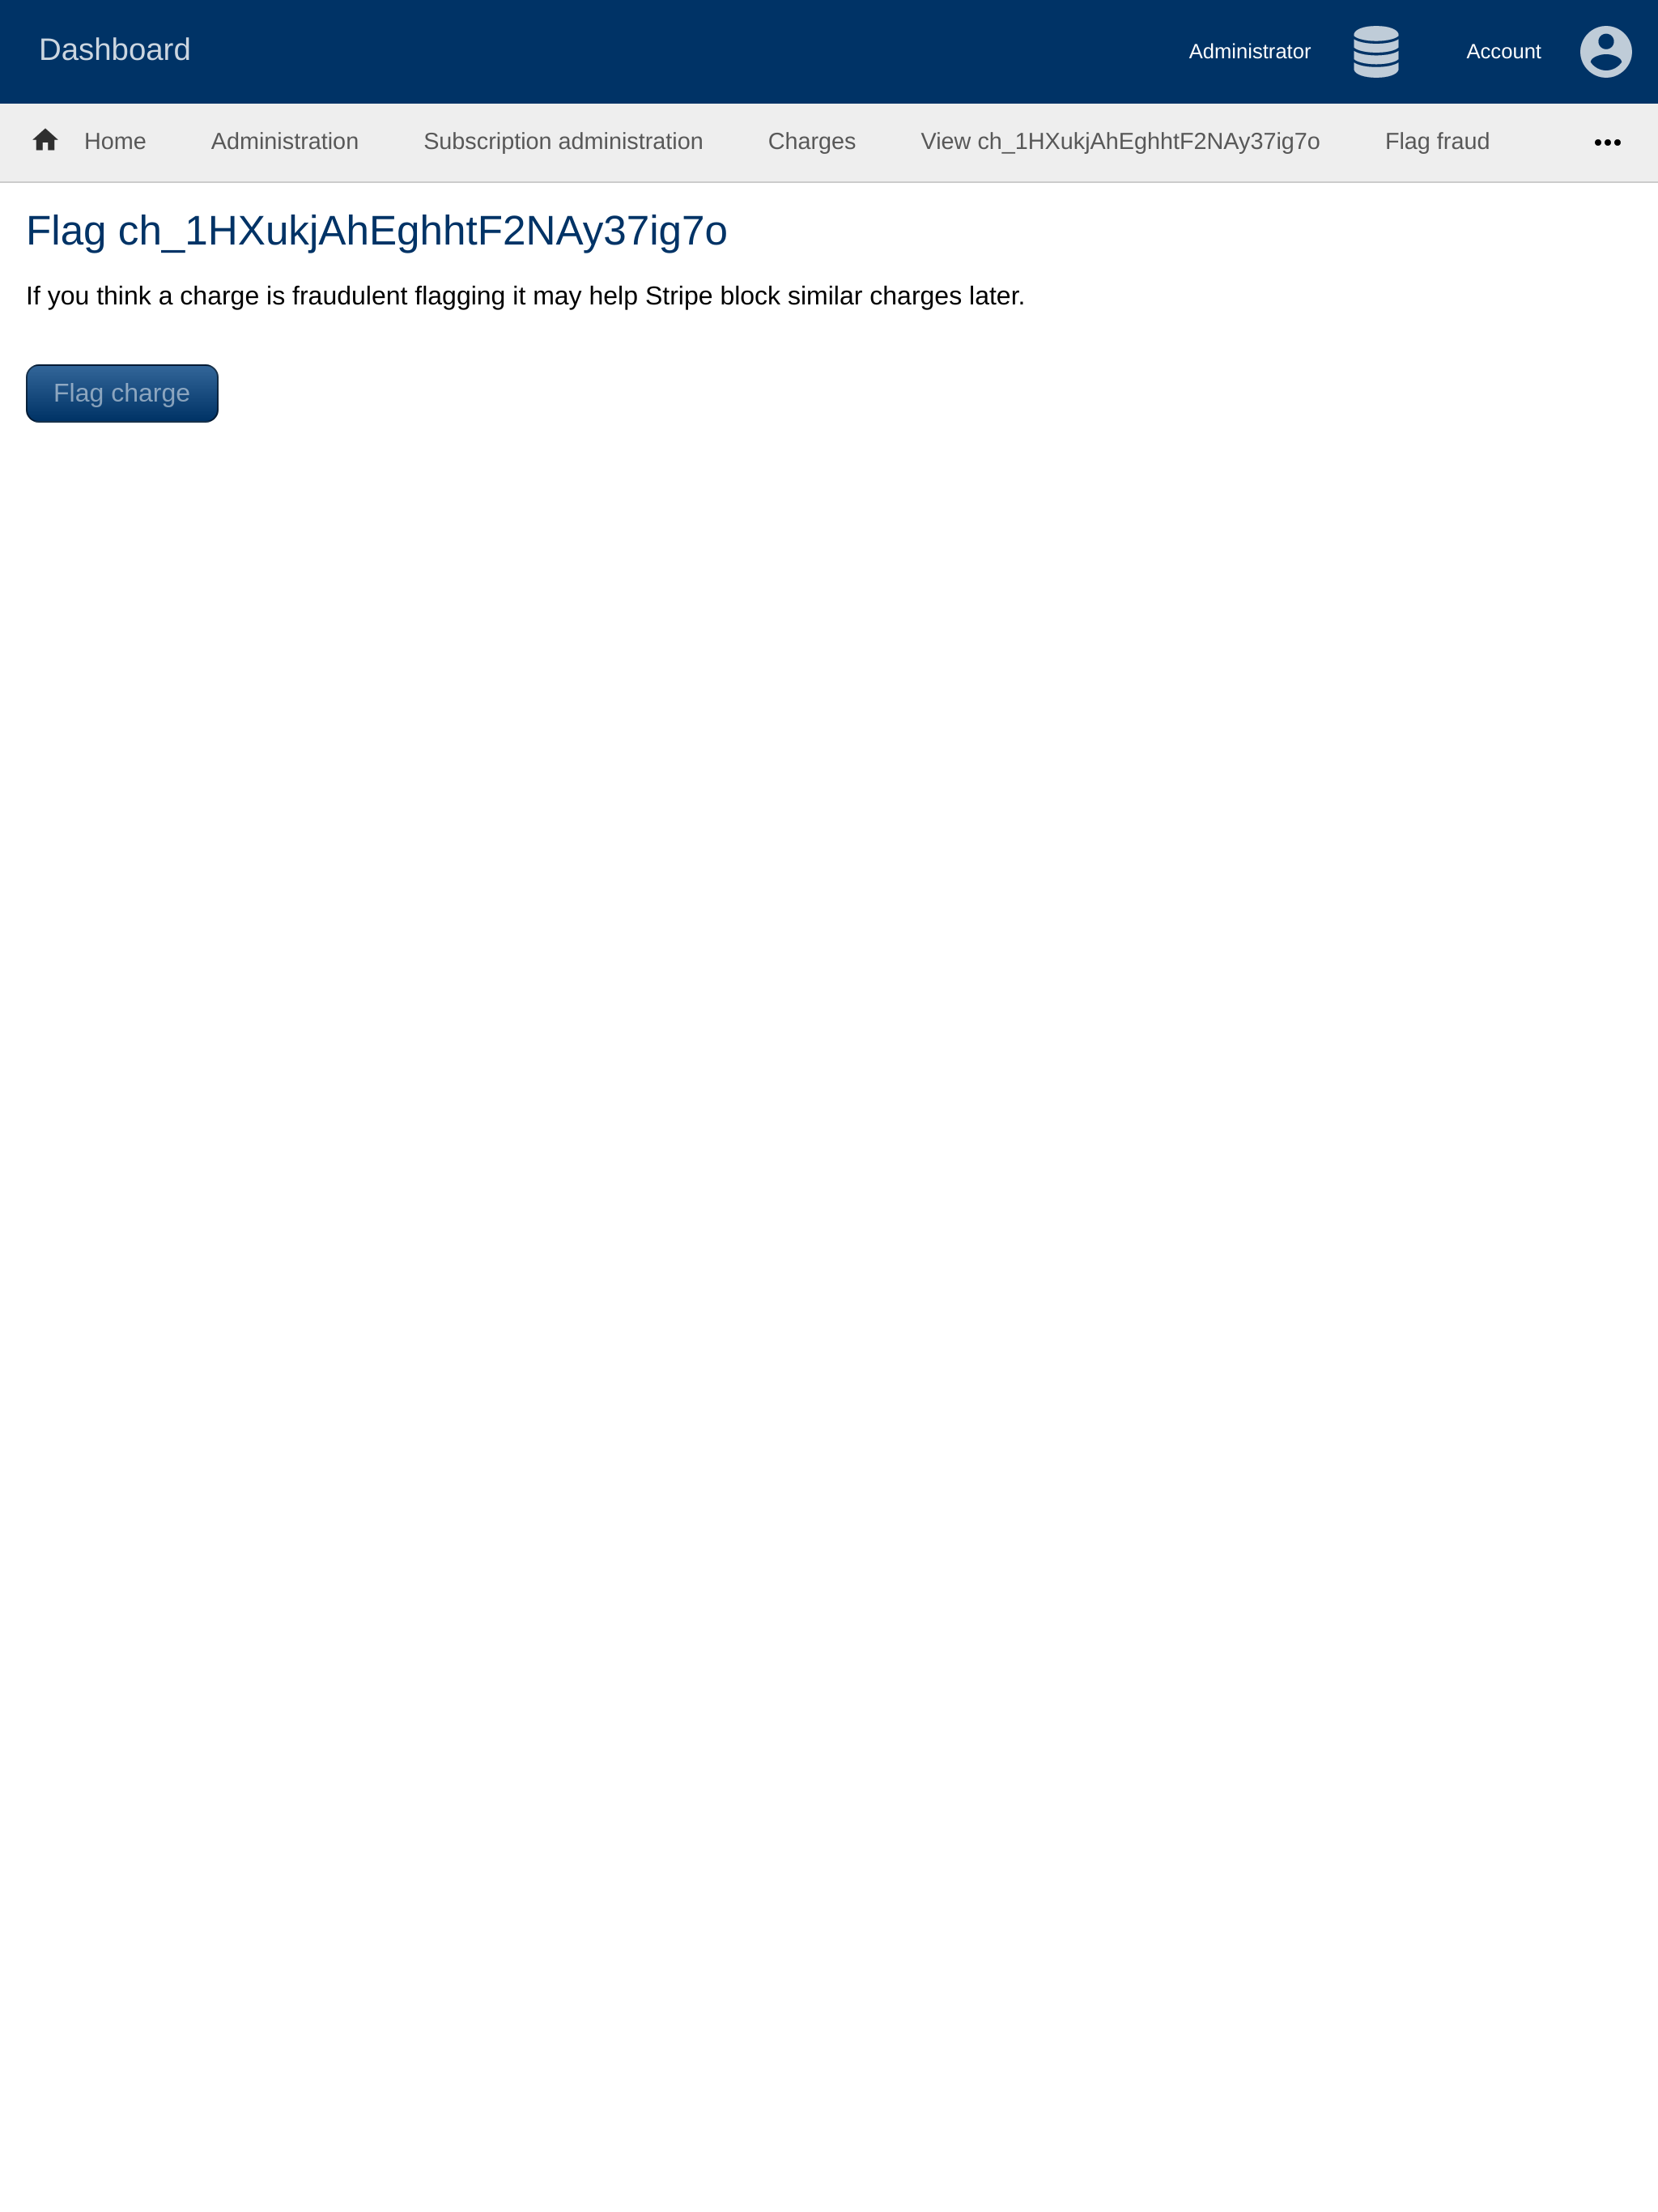 Dashboard
Administrator
Account
Home Administration Subscription administration Charges View ch_1HXukjAhEghhtF2NAy37ig7o Flag fraud
Flag ch_1HXukjAhEghhtF2NAy37ig7o
If you think a charge is fraudulent flagging it may help Stripe block similar charges later.
Flag charge